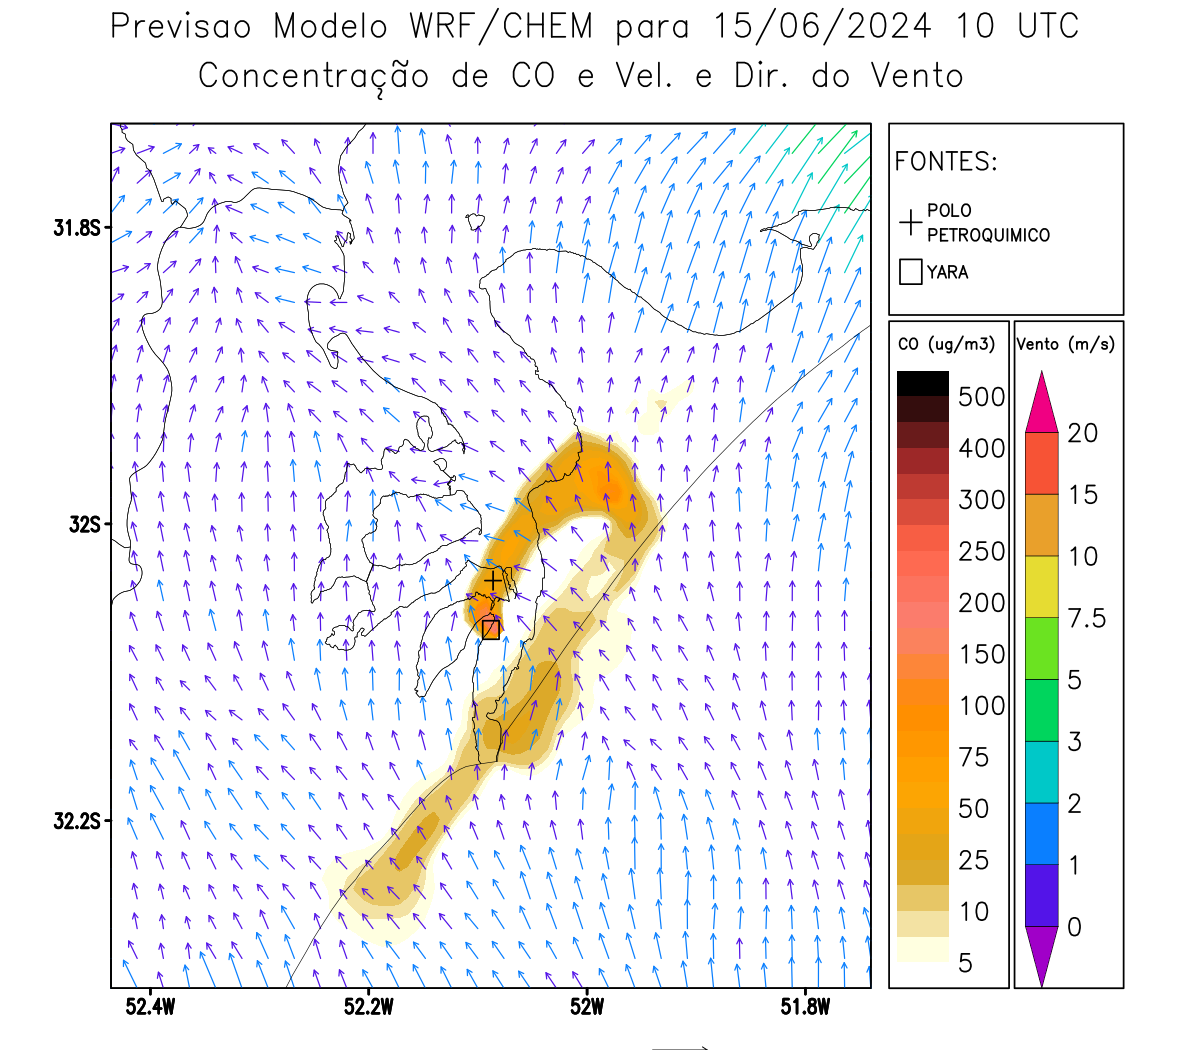 Previsao Modelo WRF/CHEM para 15/06/2024 10 UTC
Concentração de CO e Vel. e Dir. do Vento
FONTES:
POLO
PETROQUIMICO
YARA
CO (ug/m3)
500
400
300
250
200
150
100
75
50
25
10
5
Vento (m/s)
20
15
10
7.5
5
3
2
1
0
31.8S
32S
32.2S
52.4W
52.2W
52W
51.8W